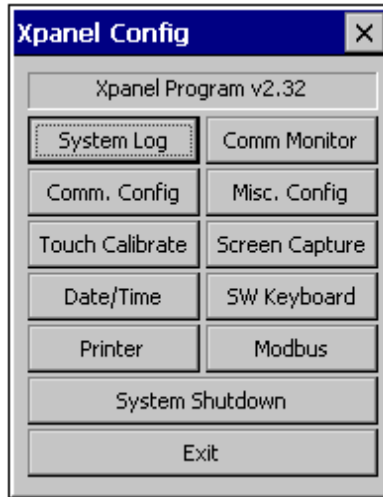 Xpanel Config
Xpanel Program v2.32
System Log Comm Monitor
Comm. Config Misc. Config
Touch Calibrate Screen Capture
Date/Time SW Keyboard
Printer Modbus
System Shutdown
Exit